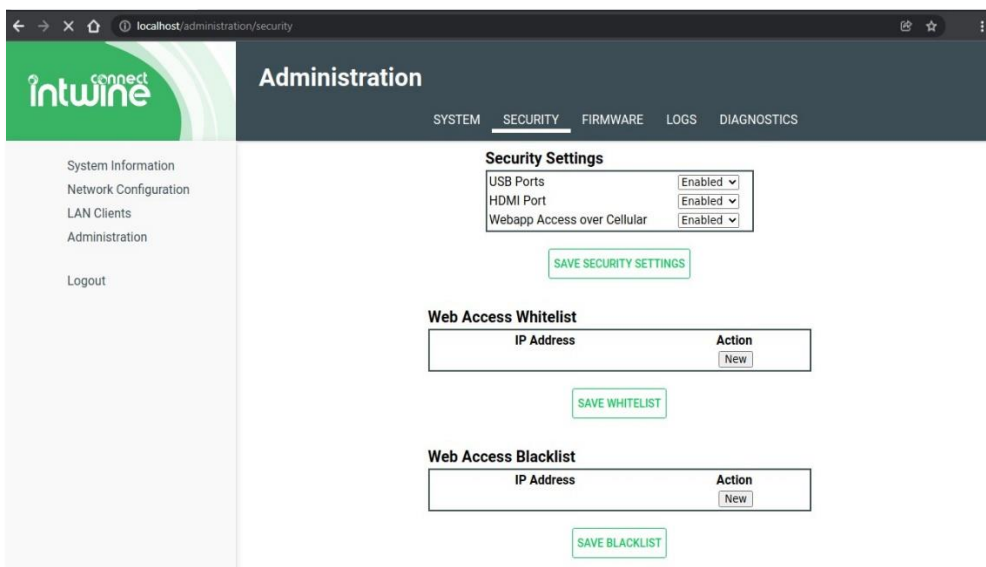 localhost/administration/security
intwine
connect
Administration
SYSTEM SECURITY FIRMWARE LOGS DIAGNOSTICS
System Information
Network Configuration
LAN Clients
Administration
Logout
Security Settings
USB Ports Enabled
HDMI Port Enabled
Webapp Access over Cellular Enabled
SAVE SECURITY SETTINGS
Web Access Whitelist
IP Address Action
New
SAVE WHITELIST
Web Access Blacklist
IP Address Action
New
SAVE BLACKLIST